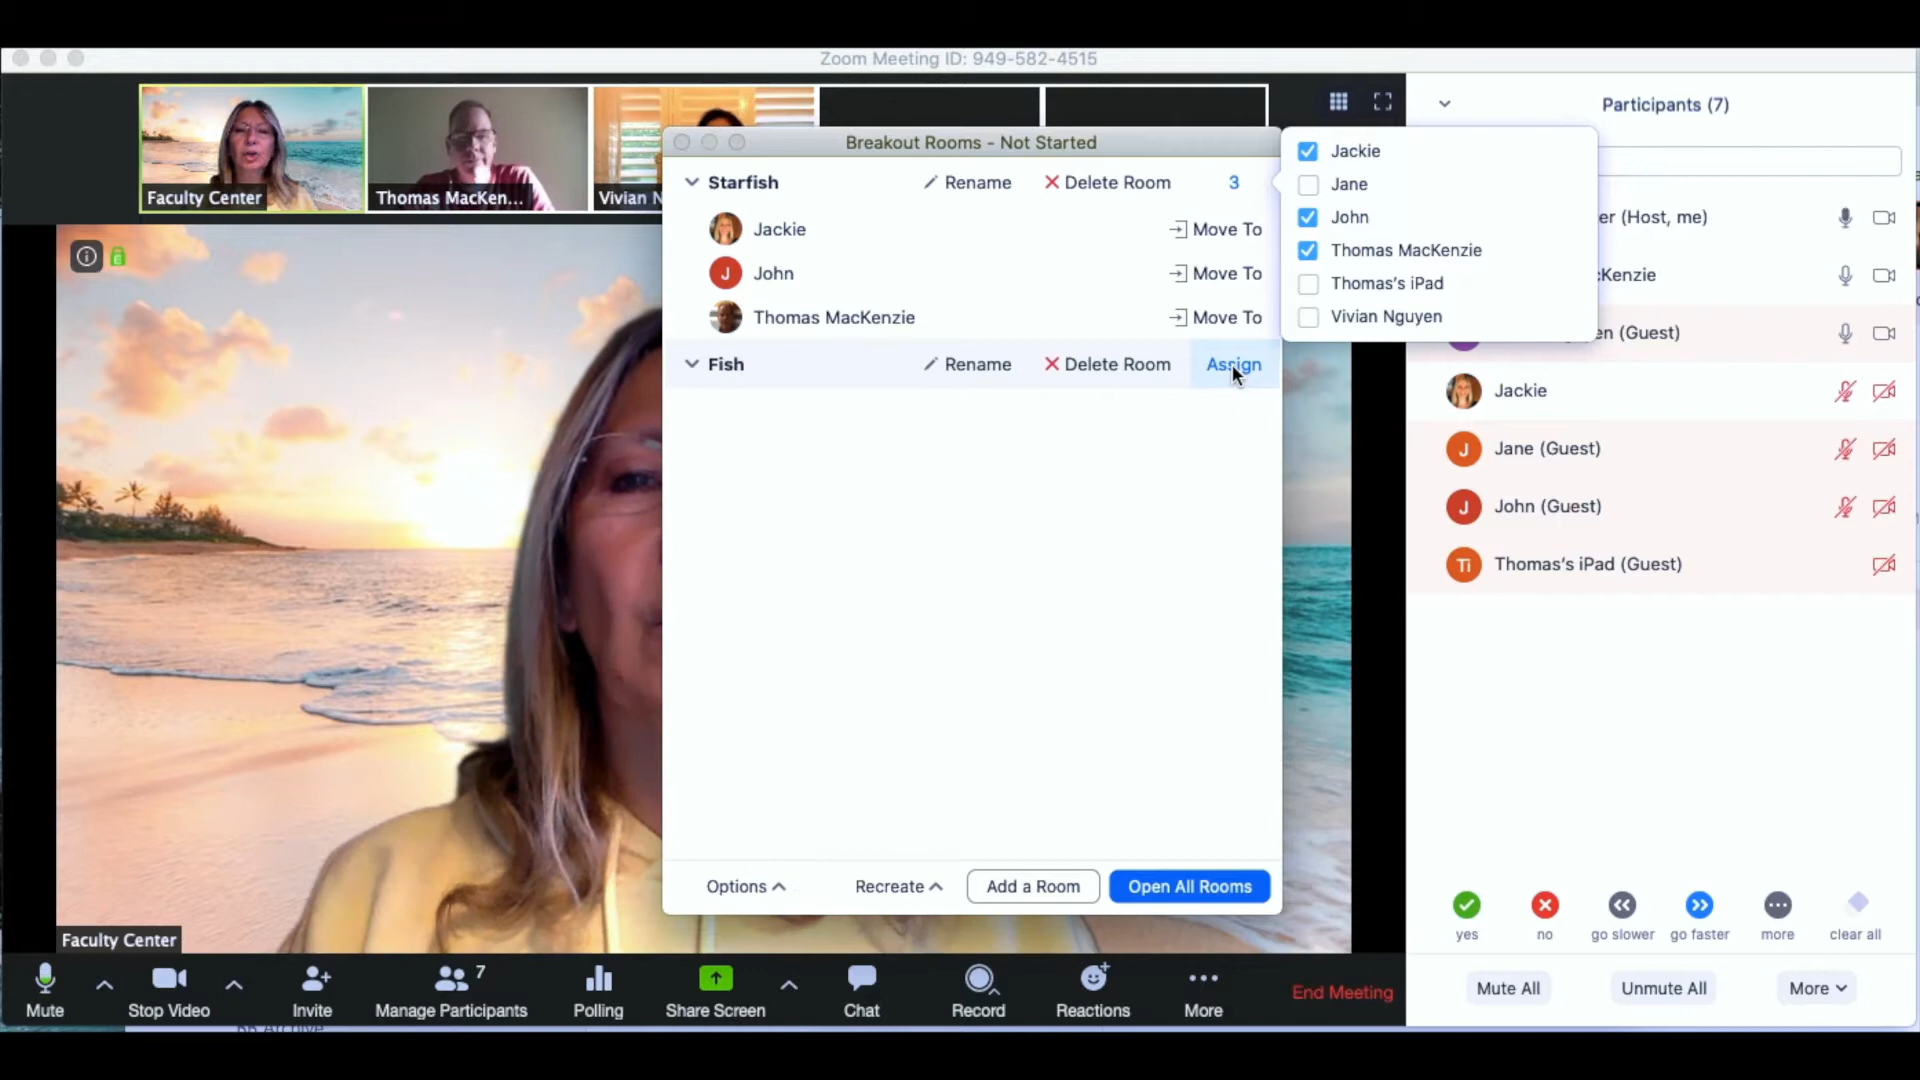 Zoom Meeting ID: 949-582-4515
Faculty Center
Thomas MacKen...
Vivian N
Participants (7)
Breakout Rooms - Not Started
Starfish
Rename
Delete Room
3
Jackie
Move To
J
John
Move To
Thomas MacKenzie
Move To
Fish
Rename
Delete Room
Assign
Jackie
Jane
John
Thomas MacKenzie
Thomas's iPad
Vivian Nguyen
er (Host, me)
cKenzie
en (Guest)
Jackie
J
Jane (Guest)
J
John (Guest)
Ti
Thomas's iPad (Guest)
Options
Recreate
Add a Room
Open All Rooms
Faculty Center
yes
no
go slower
go faster
more
clear all
Mute
Stop Video
Invite
7
Manage Participants
Polling
Share Screen
Chat
Record
Reactions
More
End Meeting
Mute All
Unmute All
More